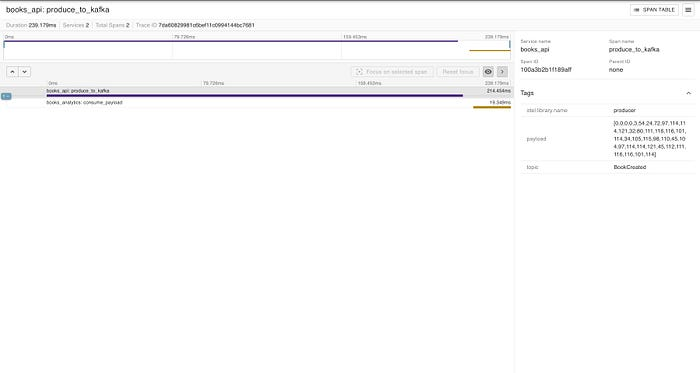 books_api: produce_to_kafka
SPAN TABLE
Duration 239.179ms Services 2 Total Spans 2 Trace ID
0ms 79.726ms 159.453ms 239.179ms
Focus on selected span Reset focus
0ms 79.726ms 159.453ms 239.179ms
books_api: produce_to_kafka 214.454ms
books_analytics: consume_payload 19.349ms
Service name Span name
books_api produce_to_kafka
Span ID Parent ID
100a3b2b1f189aff none
Tags
otel.library.name producer
payload
[0,0,0,0,3,54,24,72,97,114,11
4,121,32,80,111,116,116,101,
114,34,105,115,98,110,45,10
4,97,114,114,121,45,112,111,
116,116,101,114]
topic BookCreated